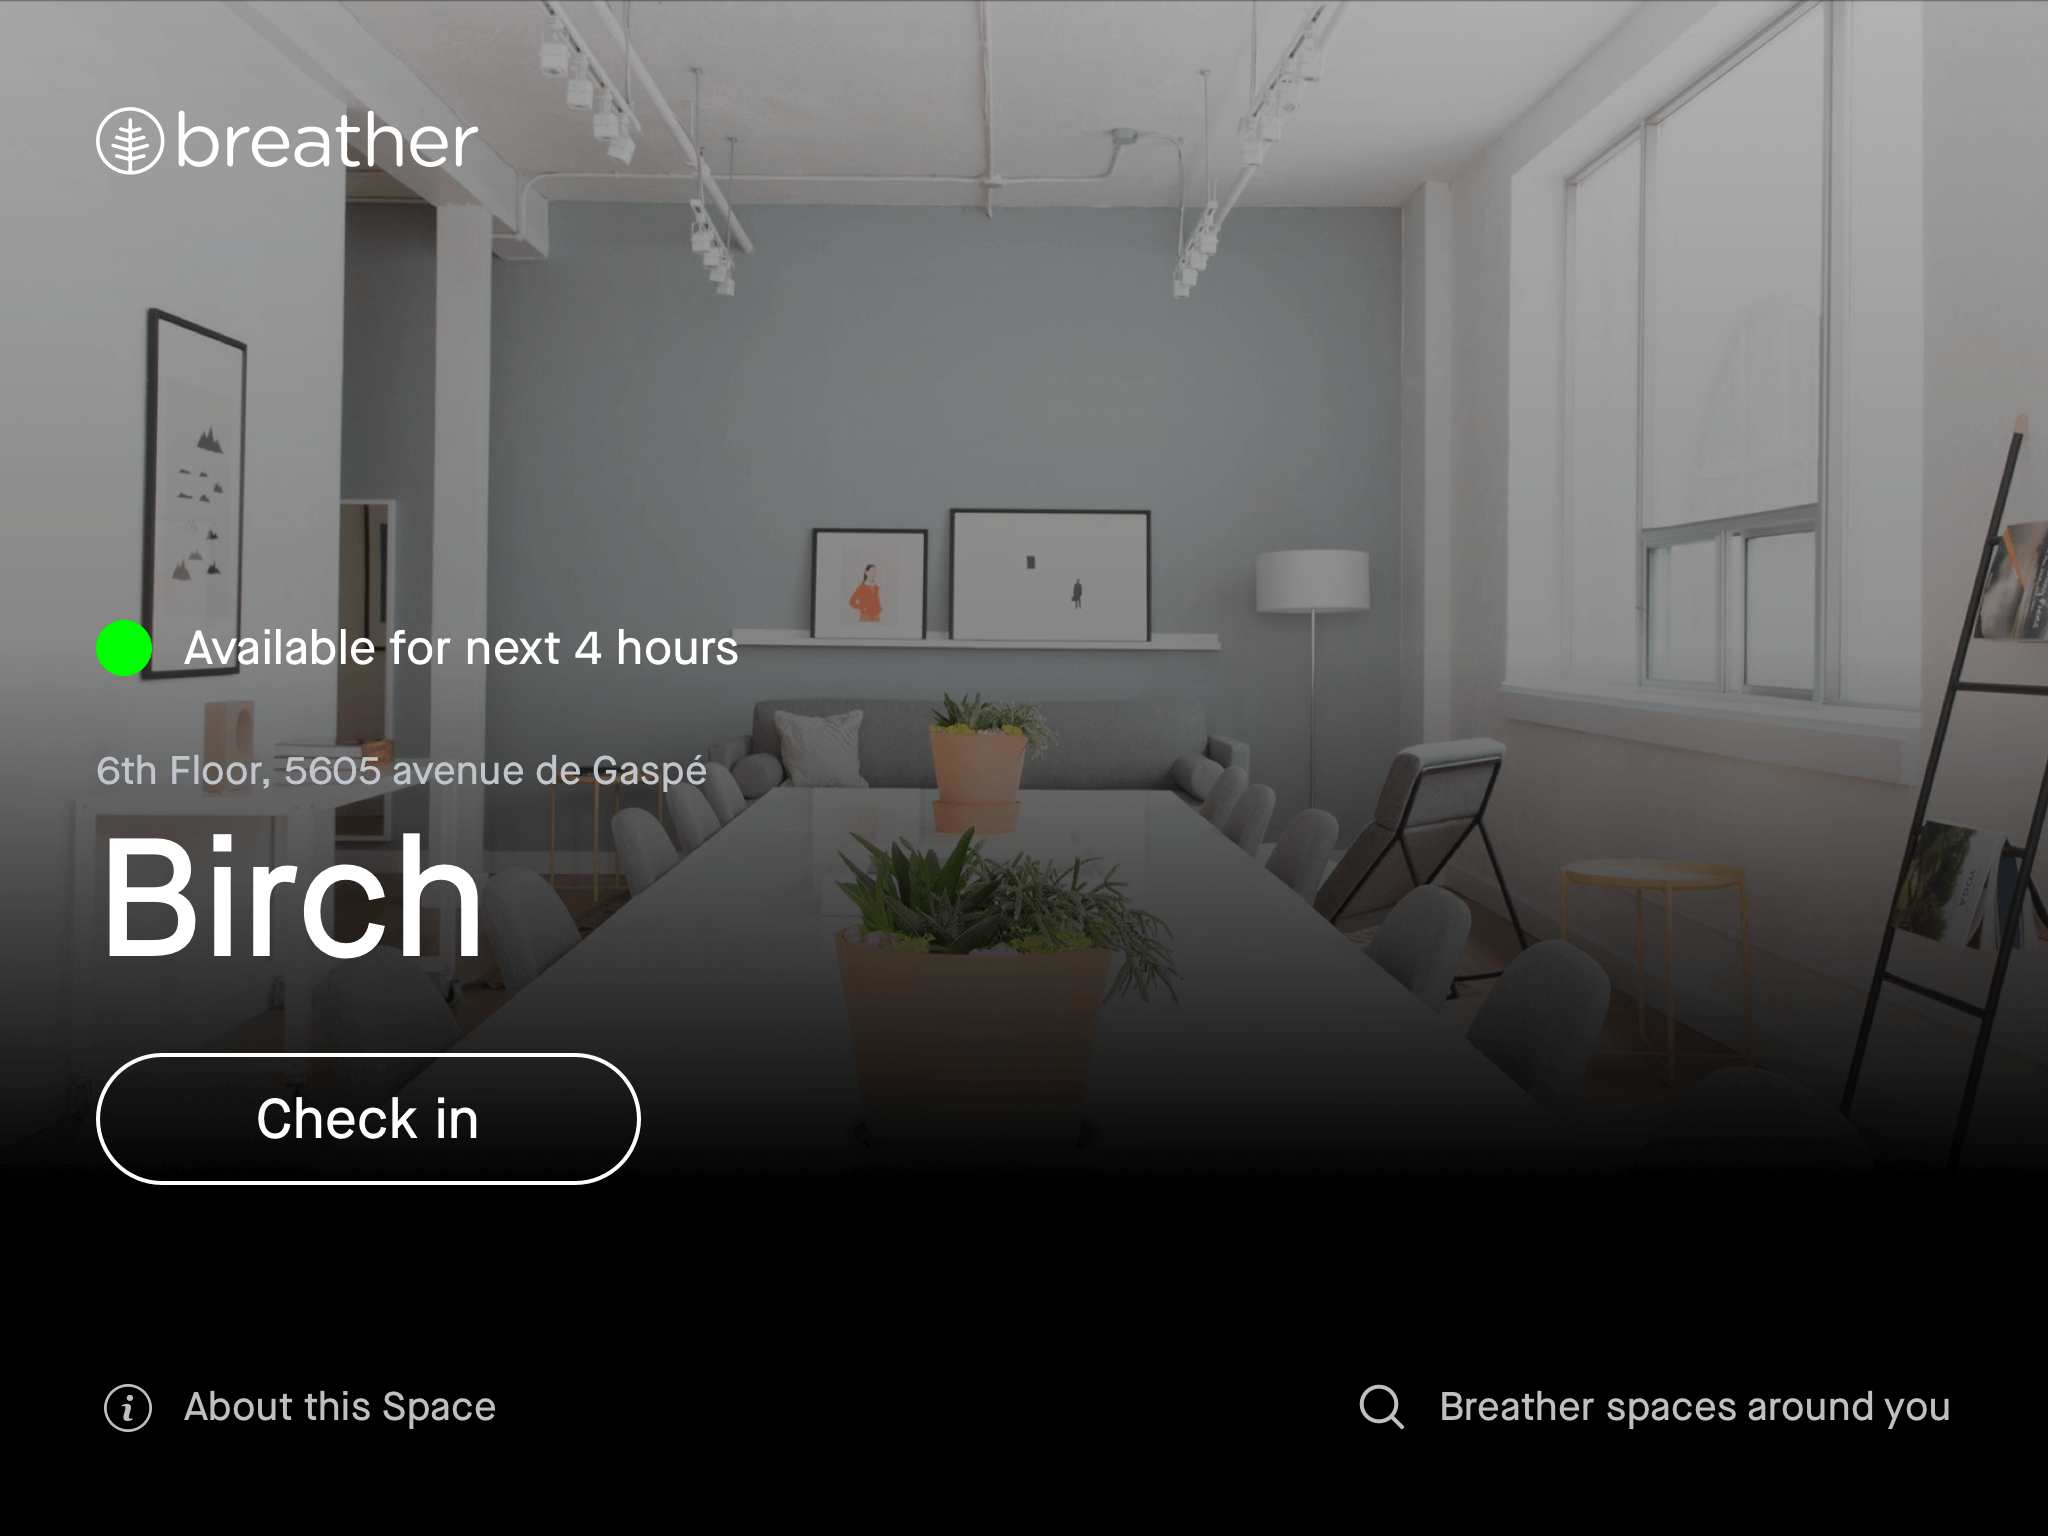 breather
Available for next 4 hours
6th Floor, 5605 avenue de Gaspé
Birch
Check in
About this Space
Breather spaces around you
YOGA